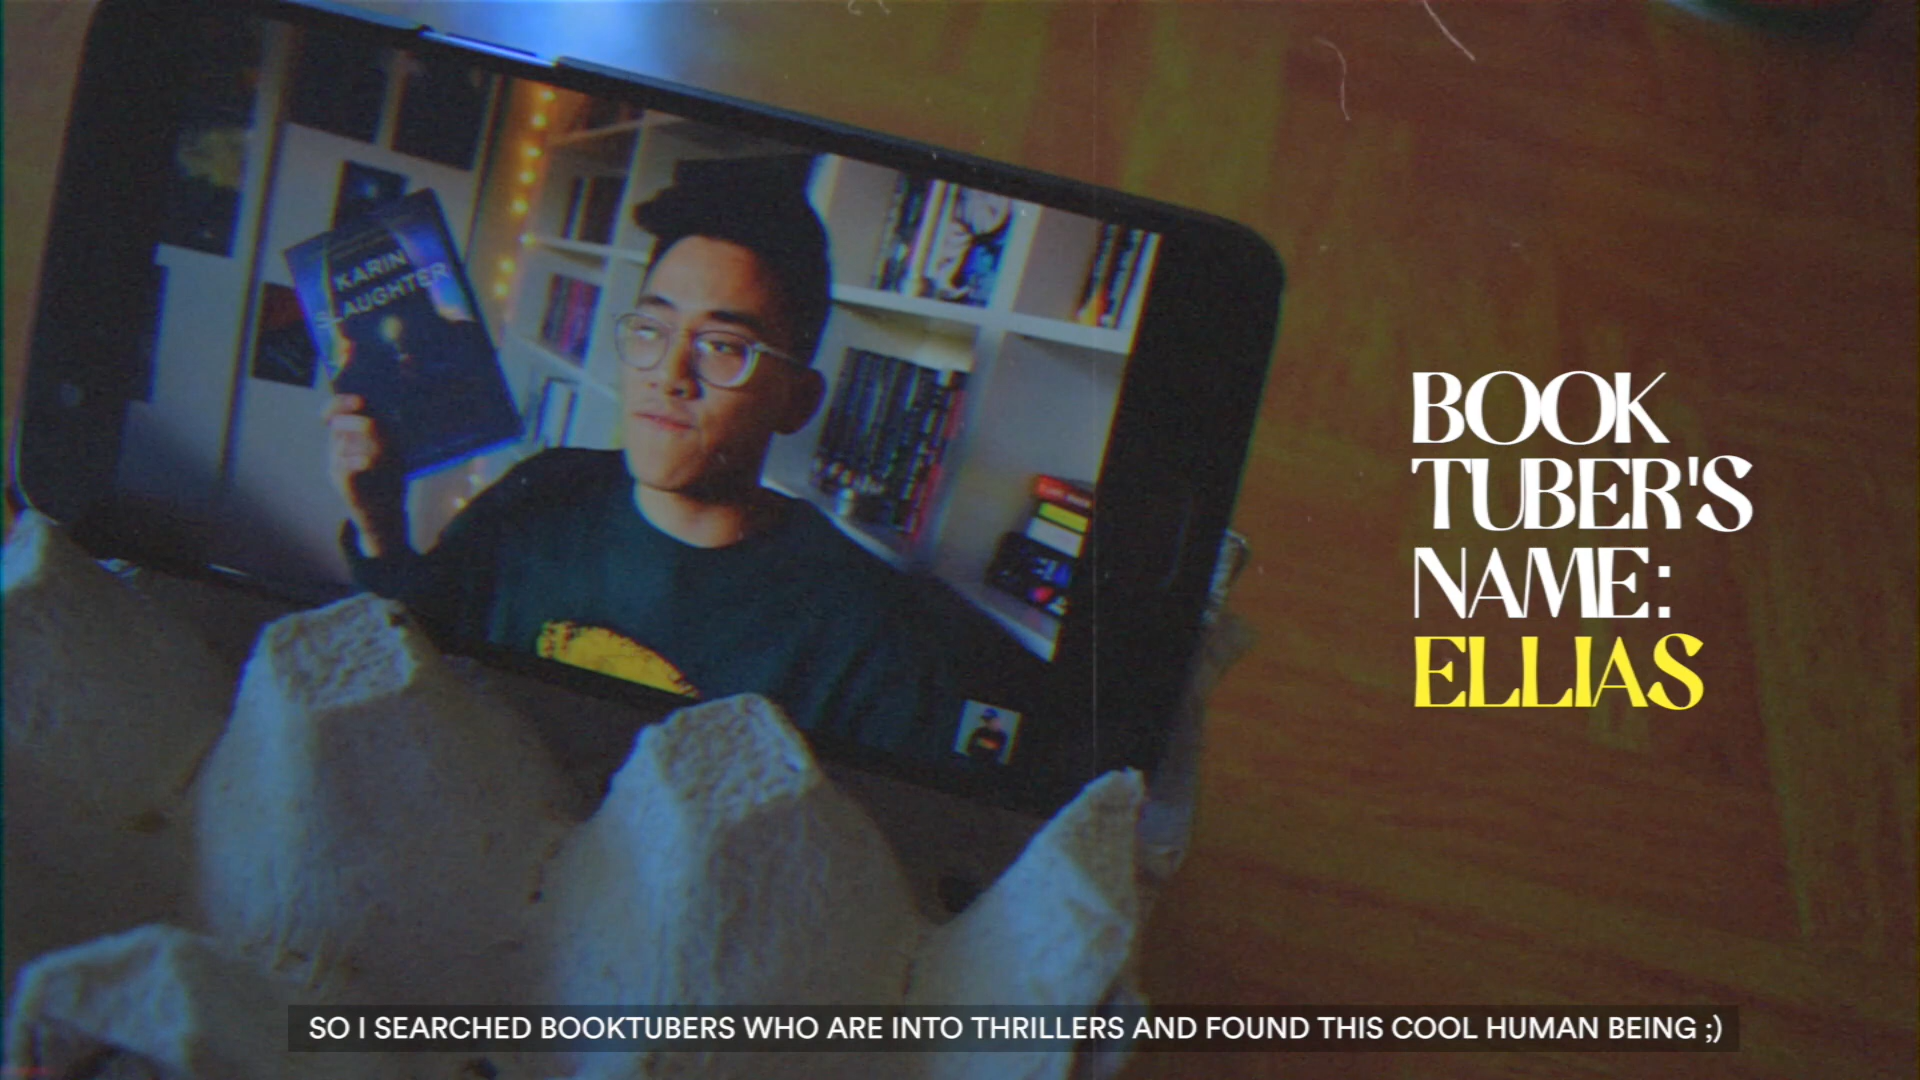 KARIN
SLAUGHTER
BOOK
TUBER'S
NAME:
ELLIAS
SO I SEARCHED BOOKTUBERS WHO ARE INTO THRILLERS AND FOUND THIS COOL HUMAN BEING ;)